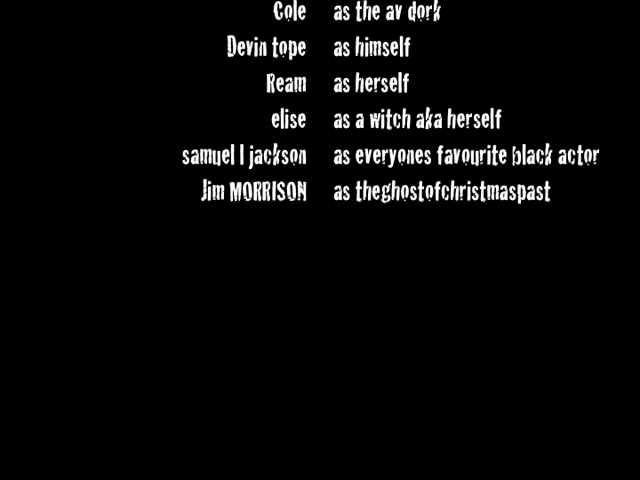 Cole as the av dork
Devin tope as himself
Ream as herself
elise as a witch aka herself
samuel l jackson as everyones favourite black actor
Jim MORRISON as theghostofchristmaspast